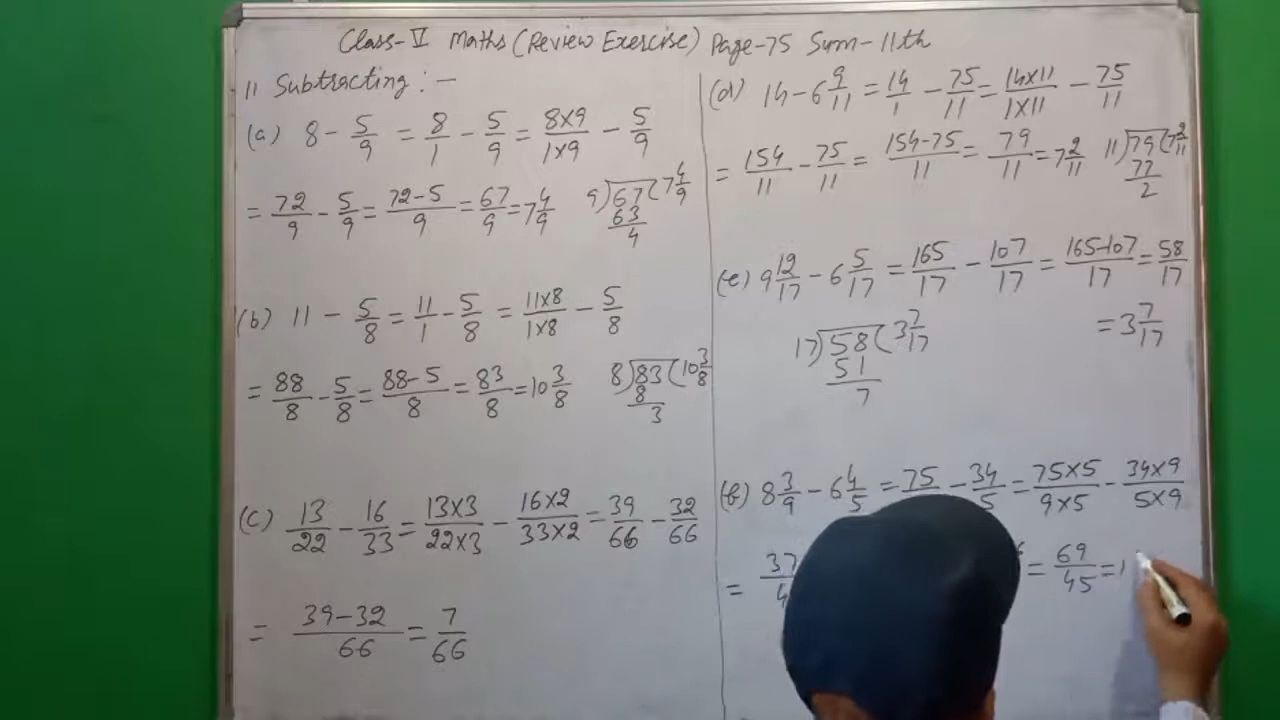 Class-V Maths (Review Exercise) Page-75 Sum-11th
11 Subtracting :-
(a) 8 - 5/9 = 8/1 - 5/9 = 8×9/1×9 - 5/9
= 72/9 - 5/9 = 72-5/9 = 67/9 = 7 4/9
9)67(7 4/9
63
4
(b) 11 - 5/8 = 11/1 - 5/8 = 11×8/1×8 - 5/8
= 88/8 - 5/8 = 88-5/8 = 83/8 = 10 3/8
8)83(10 3/8
8
3
(c) 13/22 - 16/33 = 13×3/22×3 - 16×2/33×2 = 39/66 - 32/66
= 39-32/66 = 7/66
(d) 14 - 6 9/11 = 14/1 - 75/11 = 14×11/1×11 - 75/11
= 154/11 - 75/11 = 154-75/11 = 79/11 = 7 2/11
11)79(7 2/11
77
2
(e) 9 12/17 - 6 5/17 = 165/17 - 107/17 = 165-107/17 = 58/17
= 3 7/17
17)58(3 7/17
51
7
(f) 8 3/9 - 6 4/5 = 75 - 34/5 = 75×5/9×5 - 34×9/5×9
= 69/45 = 1